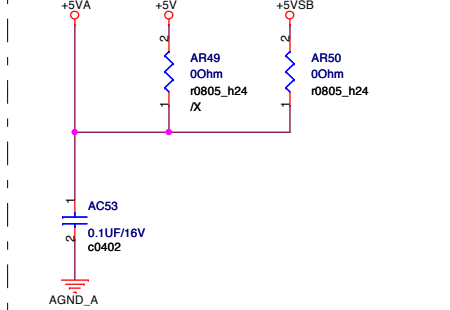 +5VA
+5V
+5VSB
2
2
AR49
0Ohm
r0805_h24
/X
AR50
0Ohm
r0805_h24
1
1
1
AC53
0.1UF/16V
c0402
2
AGND_A